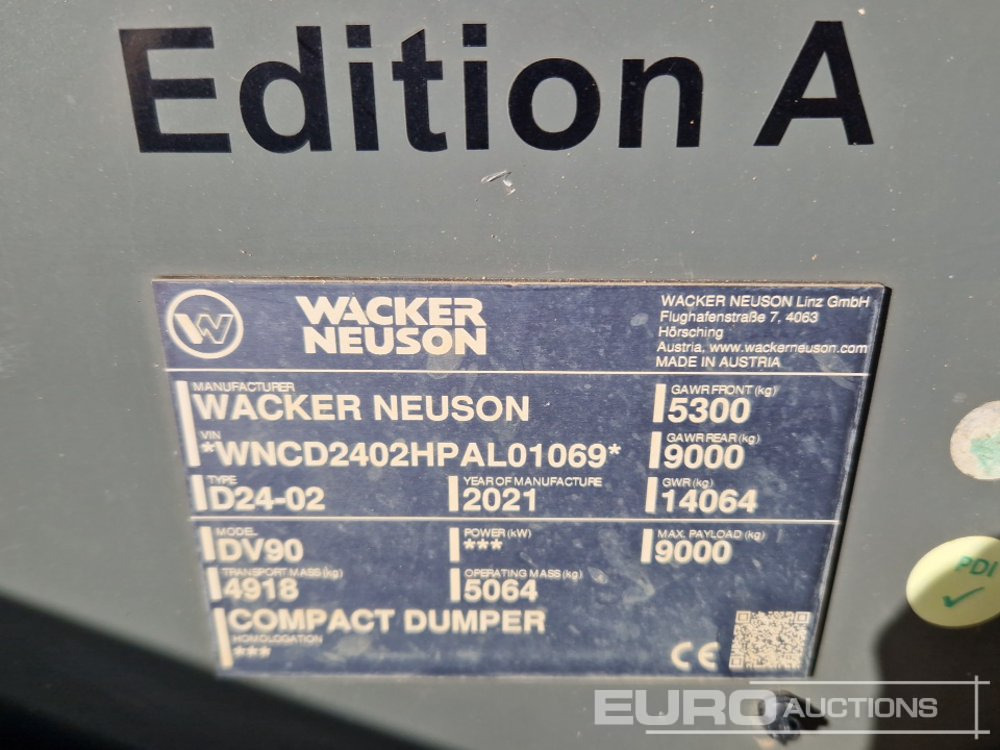 Edition A
WACKER
NEUSON
WACKER NEUSON Linz GmbH
Flughafenstraße 7, 4063
Hörsching
Austria, www.wackerneuson.com
MADE IN AUSTRIA
MANUFACTURER
WACKER NEUSON
GAWR FRONT (kg)
5300
VIN
*WNCD2402HPAL01069*
GAWR REAR (kg)
9000
TYPE
D24-02
YEAR OF MANUFACTURE
2021
GWR (kg)
14064
MODEL
DV90
POWER (kW)
***
MAX. PAYLOAD (kg)
9000
TRANSPORT MASS (kg)
4918
OPERATING MASS (kg)
5064
COMPACT DUMPER
HOMOLOGATION
***
CE
PDI
EURO AUCTIONS